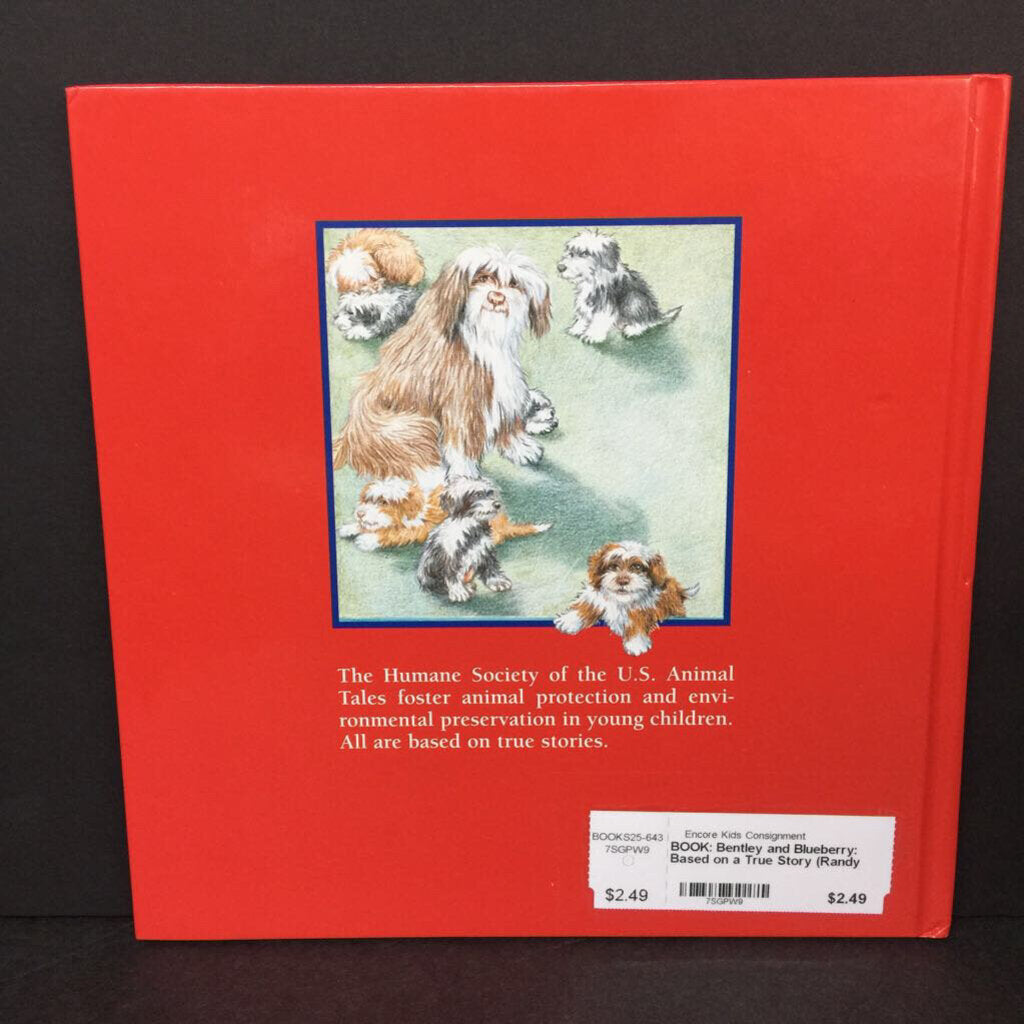 The Humane Society of the U.S. Animal
Tales foster animal protection and envi-
ronmental preservation in young children.
All are based on true stories.
BOOKS25-643
7SGPW9
$2.49
Encore Kids Consignment
BOOK: Bentley and Blueberry:
Based on a True Story (Randy
7SGPW9
$2.49